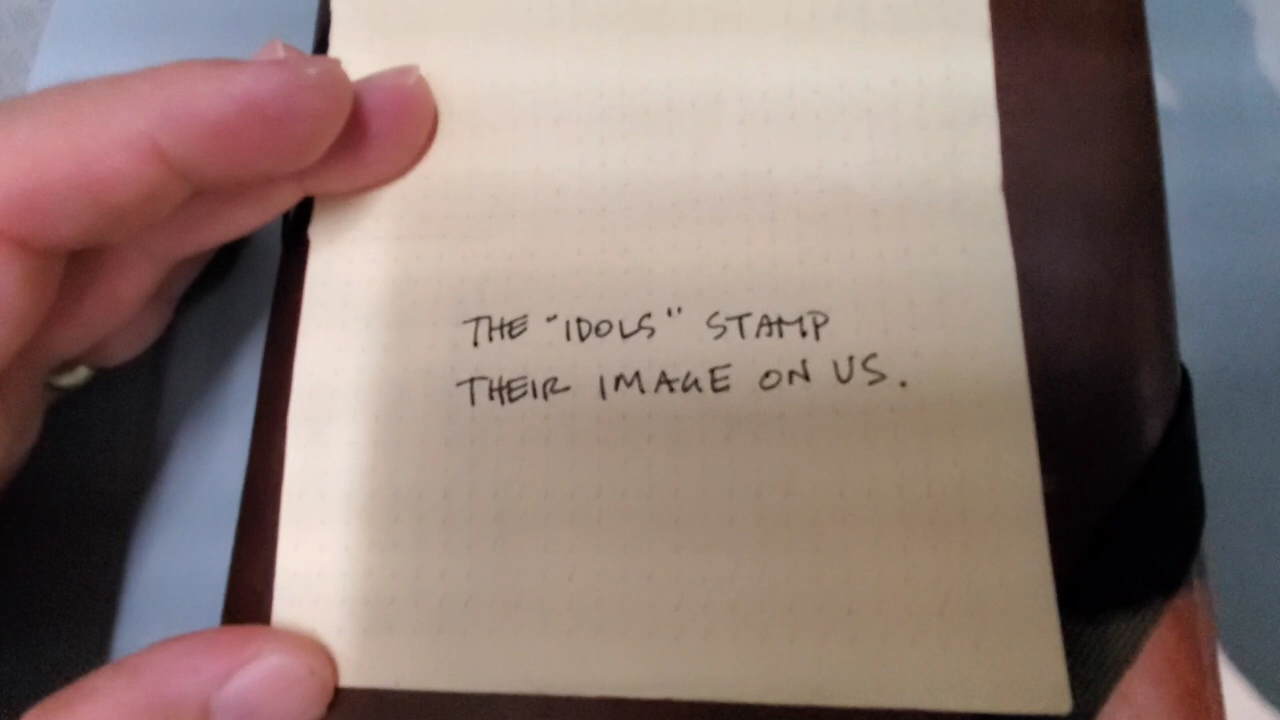 THE "IDOLS" STAMP
THEIR IMAGE ON US.